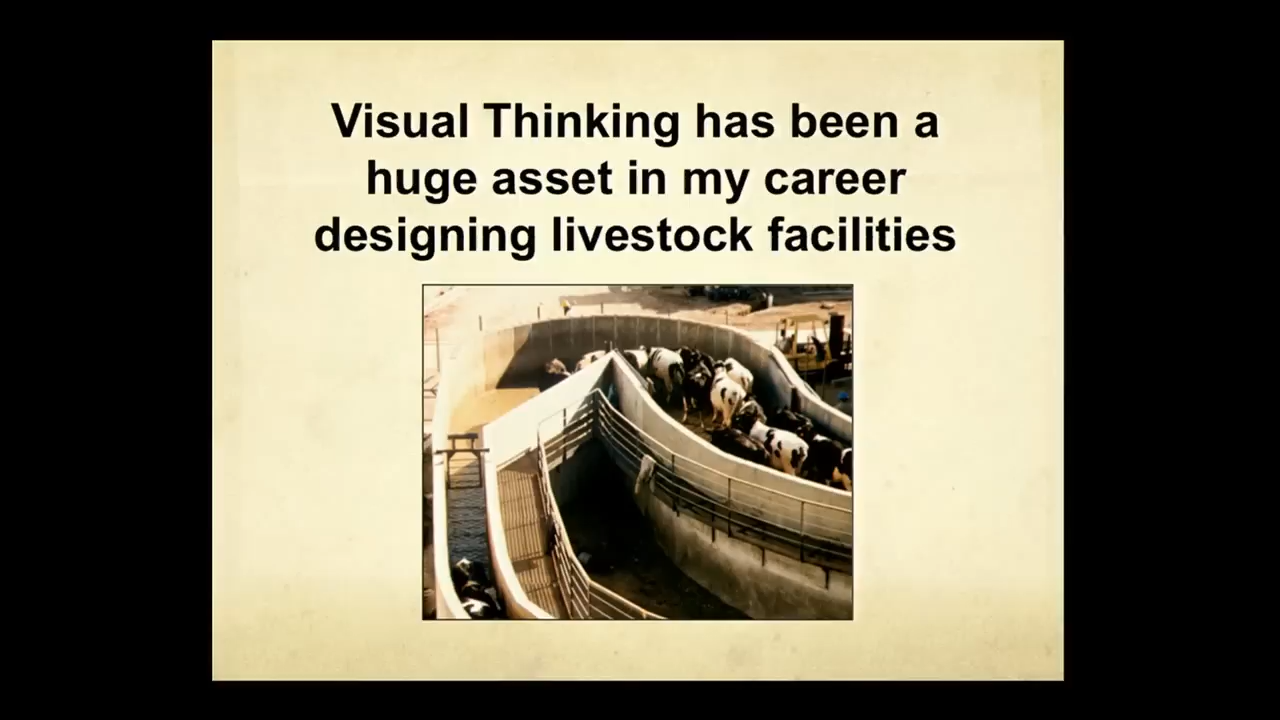 Visual Thinking has been a
huge asset in my career
designing livestock facilities